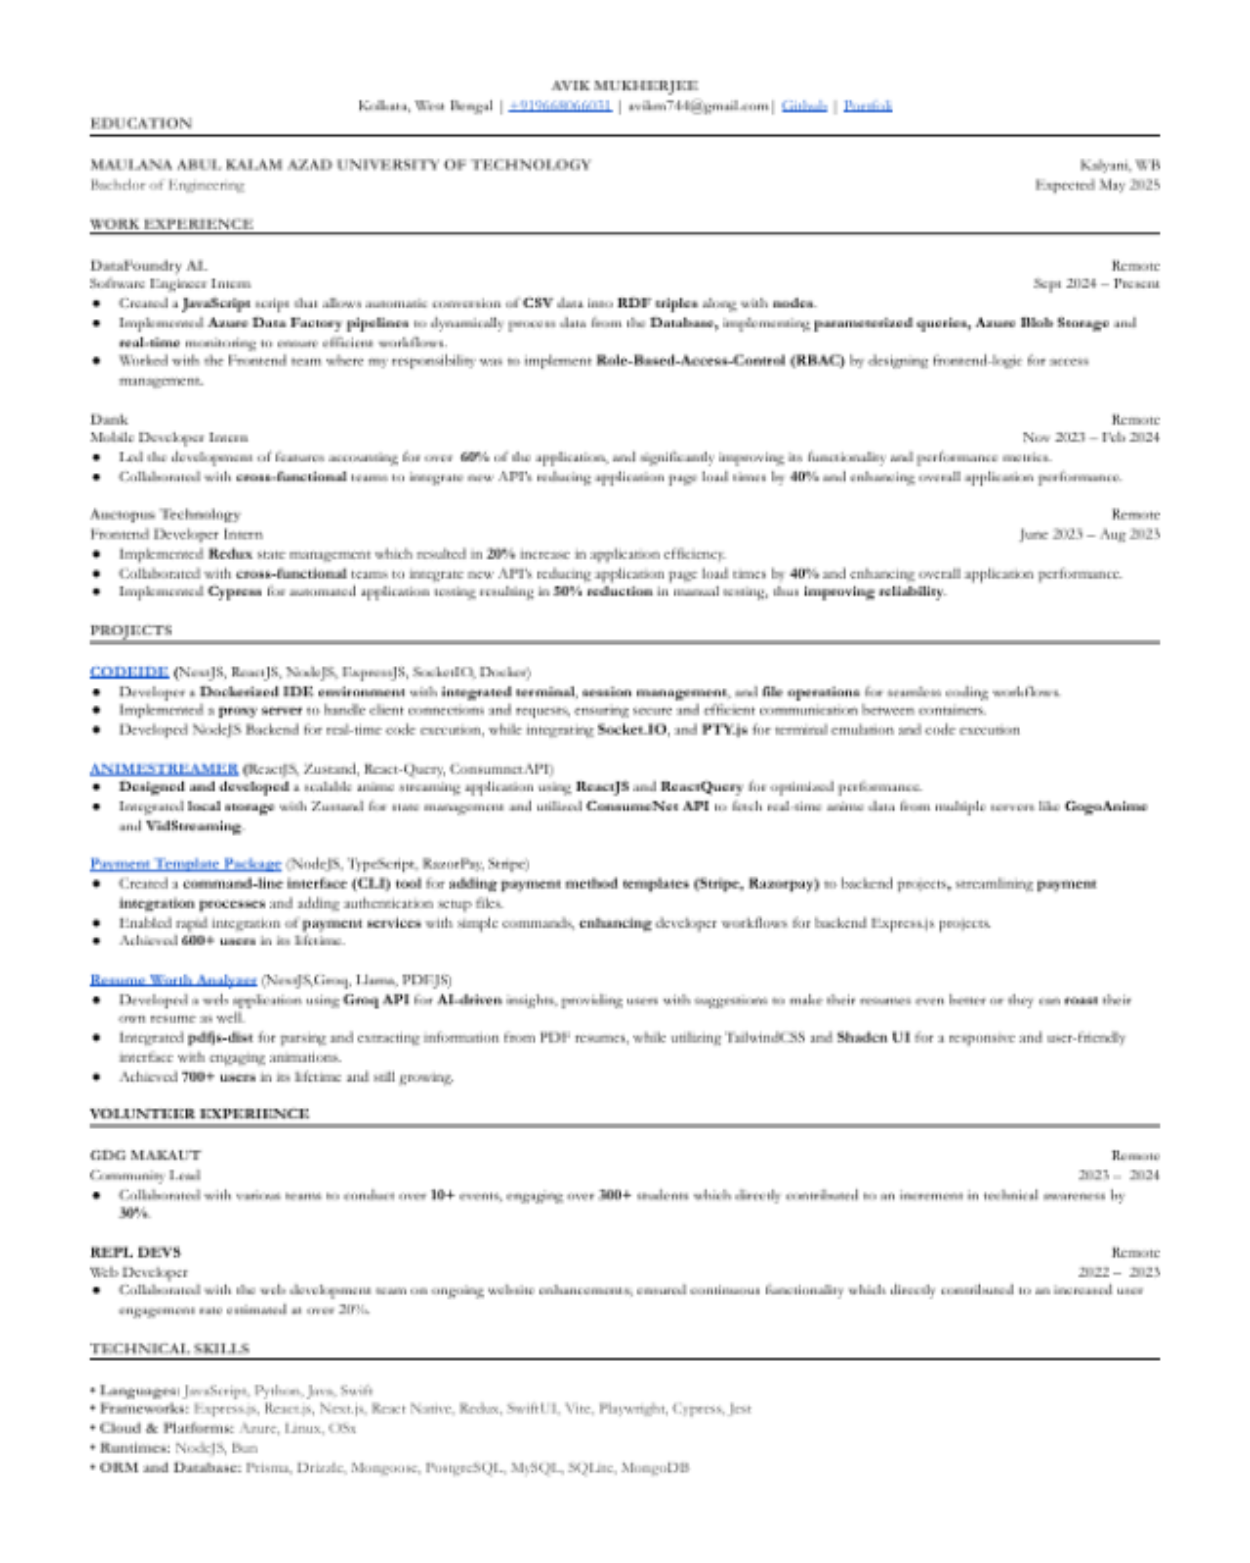 AVIK MUKHERJEE
Kolkata, West Bengal | +919668066031 | avikm744@gmail.com| Github | Portfoli
EDUCATION
MAULANA ABUL KALAM AZAD UNIVERSITY OF TECHNOLOGY Kalyani, WB
Bachelor of Engineering Expected May 2025
WORK EXPERIENCE
DataFoundry AI. Remote
Software Engineer Intern Sept 2024 – Present
● Created a JavaScript script that allows automatic conversion of CSV data into RDF triples along with nodes.
● Implemented Azure Data Factory pipelines to dynamically process data from the Database, implementing parameterized queries, Azure Blob Storage and
real-time monitoring to ensure efficient workflows.
● Worked with the Frontend team where my responsibility was to implement Role-Based-Access-Control (RBAC) by designing frontend-logic for access
management.
Dank Remote
Mobile Developer Intern Nov 2023 – Feb 2024
● Led the development of features accounting for over 60% of the application, and significantly improving its functionality and performance metrics.
● Collaborated with cross-functional teams to integrate new API's reducing application page load times by 40% and enhancing overall application performance.
Auctopus Technology Remote
Frontend Developer Intern June 2023 – Aug 2023
● Implemented Redux state management which resulted in 20% increase in application efficiency.
● Collaborated with cross-functional teams to integrate new API's reducing application page load times by 40% and enhancing overall application performance.
● Implemented Cypress for automated application testing resulting in 50% reduction in manual testing, thus improving reliability.
PROJECTS
CODEIDE (NextJS, ReactJS, NodeJS, ExpressJS, SocketIO, Docker)
● Developer a Dockerized IDE environment with integrated terminal, session management, and file operations for seamless coding workflows.
● Implemented a proxy server to handle client connections and requests, ensuring secure and efficient communication between containers.
● Developed NodeJS Backend for real-time code execution, while integrating Socket.IO, and PTY.js for terminal emulation and code execution
ANIMESTREAMER (ReactJS, Zustand, React-Query, ConsumnetAPI)
● Designed and developed a scalable anime streaming application using ReactJS and ReactQuery for optimized performance.
● Integrated local storage with Zustand for state management and utilized ConsumeNet API to fetch real-time anime data from multiple servers like GogoAnime
and VidStreaming.
Payment Template Package (NodeJS, TypeScript, RazorPay, Stripe)
● Created a command-line interface (CLI) tool for adding payment method templates (Stripe, Razorpay) to backend projects, streamlining payment
integration processes and adding authentication setup files.
● Enabled rapid integration of payment services with simple commands, enhancing developer workflows for backend Express.js projects.
● Achieved 600+ users in its lifetime.
Resume Worth Analyzer (NextJS,Groq, Llama, PDFJS)
● Developed a web application using Groq API for AI-driven insights, providing users with suggestions to make their resumes even better or they can roast their
own resume as well.
● Integrated pdfjs-dist for parsing and extracting information from PDF resumes, while utilizing TailwindCSS and Shadcn UI for a responsive and user-friendly
interface with engaging animations.
● Achieved 700+ users in its lifetime and still growing.
VOLUNTEER EXPERIENCE
GDG MAKAUT Remote
Community Lead 2023 – 2024
● Collaborated with various teams to conduct over 10+ events, engaging over 300+ students which directly contributed to an increment in technical awareness by
30%.
REPL DEVS Remote
Web Developer 2022 – 2023
● Collaborated with the web development team on ongoing website enhancements; ensured continuous functionality which directly contributed to an increased user
engagement rate estimated at over 20%.
TECHNICAL SKILLS
• Languages: JavaScript, Python, Java, Swift
• Frameworks: Express.js, React.js, Next.js, React Native, Redux, SwiftUI, Vite, Playwright, Cypress, Jest
• Cloud & Platforms: Azure, Linux, OSx
• Runtimes: NodeJS, Bun
• ORM and Database: Prisma, Drizzle, Mongoose, PostgreSQL, MySQL, SQLite, MongoDB